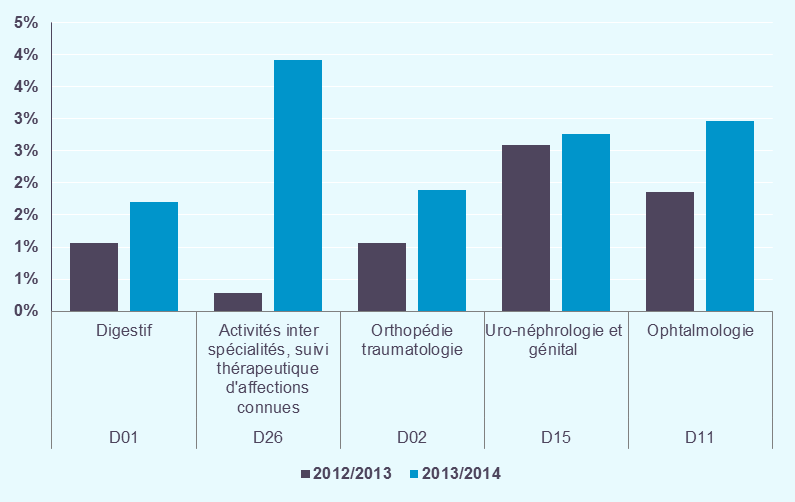 5%
4%
4%
3%
3%
2%
2%
1%
1%
0%
Digestif
Activités inter
spécialités, suivi
thérapeutique
d'affections
connues
Orthopédie
traumatologie
Uro-néphrologie et
génital
Ophtalmologie
D01
D26
D02
D15
D11
2012/2013
2013/2014